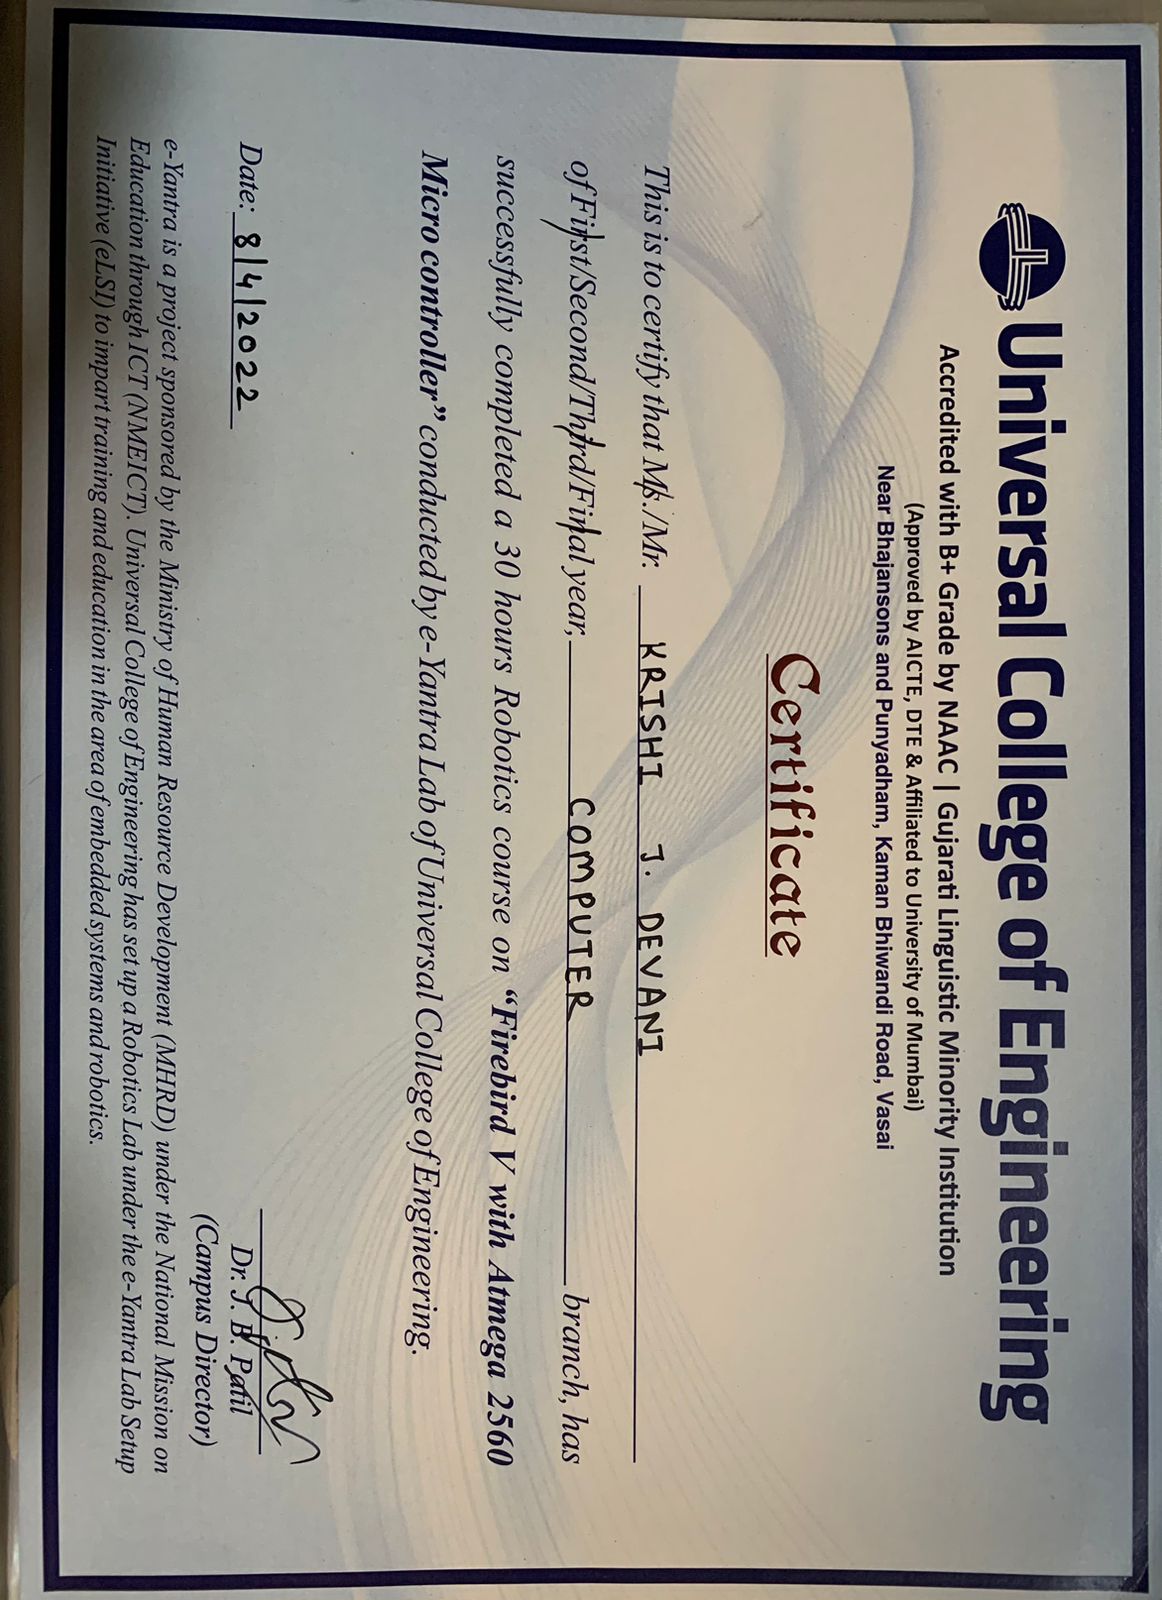 Universal College of Engineering
Accredited with B+ Grade by NAAC | Gujarati Linguistic Minority Institution
(Approved by AICTE, DTE & Affiliated to University of Mumbai)
Near Bhajansons and Punyadham, Kaman Bhiwandi Road, Vasai
Certificate
This is to certify that Ms./Mr. KRISHI J. DEVANI
of First/Second/Third/Final year, COMPUTER branch, has
successfully completed a 30 hours Robotics course on “Firebird V with Atmega 2560
Micro controller” conducted by e-Yantra Lab of Universal College of Engineering.
Date: 8/4/2022
Dr. J. B. Patil
(Campus Director)
e-Yantra is a project sponsored by the Ministry of Human Resource Development (MHRD) under the National Mission on
Education through ICT (NMEICT). Universal College of Engineering has set up a Robotics Lab under the e-Yantra Lab Setup
Initiative (eLSI) to impart training and education in the area of embedded systems and robotics.